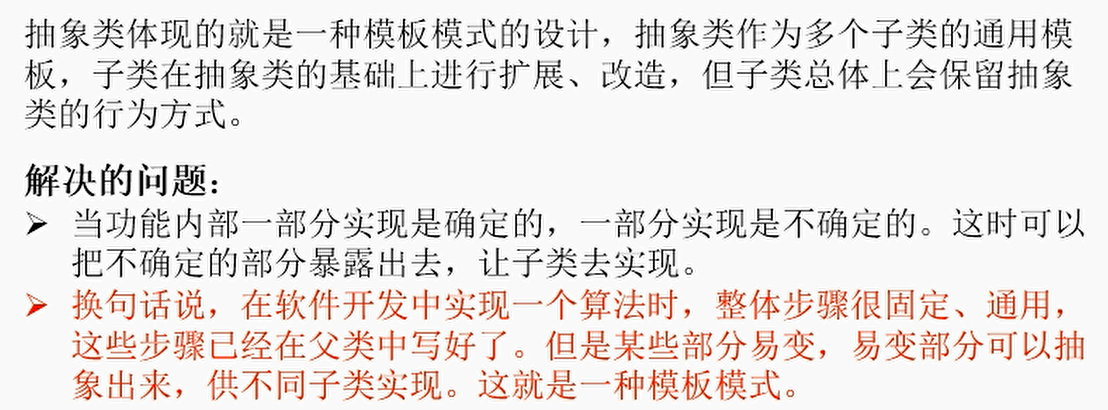 抽象类体现的就是一种模板模式的设计，抽象类作为多个子类的通用模
板，子类在抽象类的基础上进行扩展、改造，但子类总体上会保留抽象
类的行为方式。
解决的问题：
➢ 当功能内部一部分实现是确定的，一部分实现是不确定的。这时可以
把不确定的部分暴露出去，让子类去实现。
➢ 换句话说，在软件开发中实现一个算法时，整体步骤很固定、通用，
这些步骤已经在父类中写好了。但是某些部分易变，易变部分可以抽
象出来，供不同子类实现。这就是一种模板模式。